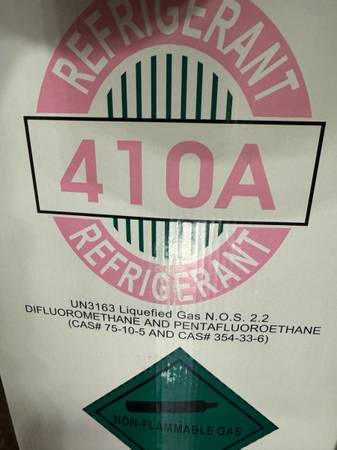 REFRIGERANT
410A
REFRIGERANT
UN3163 Liquefied Gas N.O.S. 2.2
DIFLUOROMETHANE AND PENTAFLUOROETHANE
(CAS# 75-10-5 AND CAS# 354-33-6)
NON-FLAMMABLE GAS